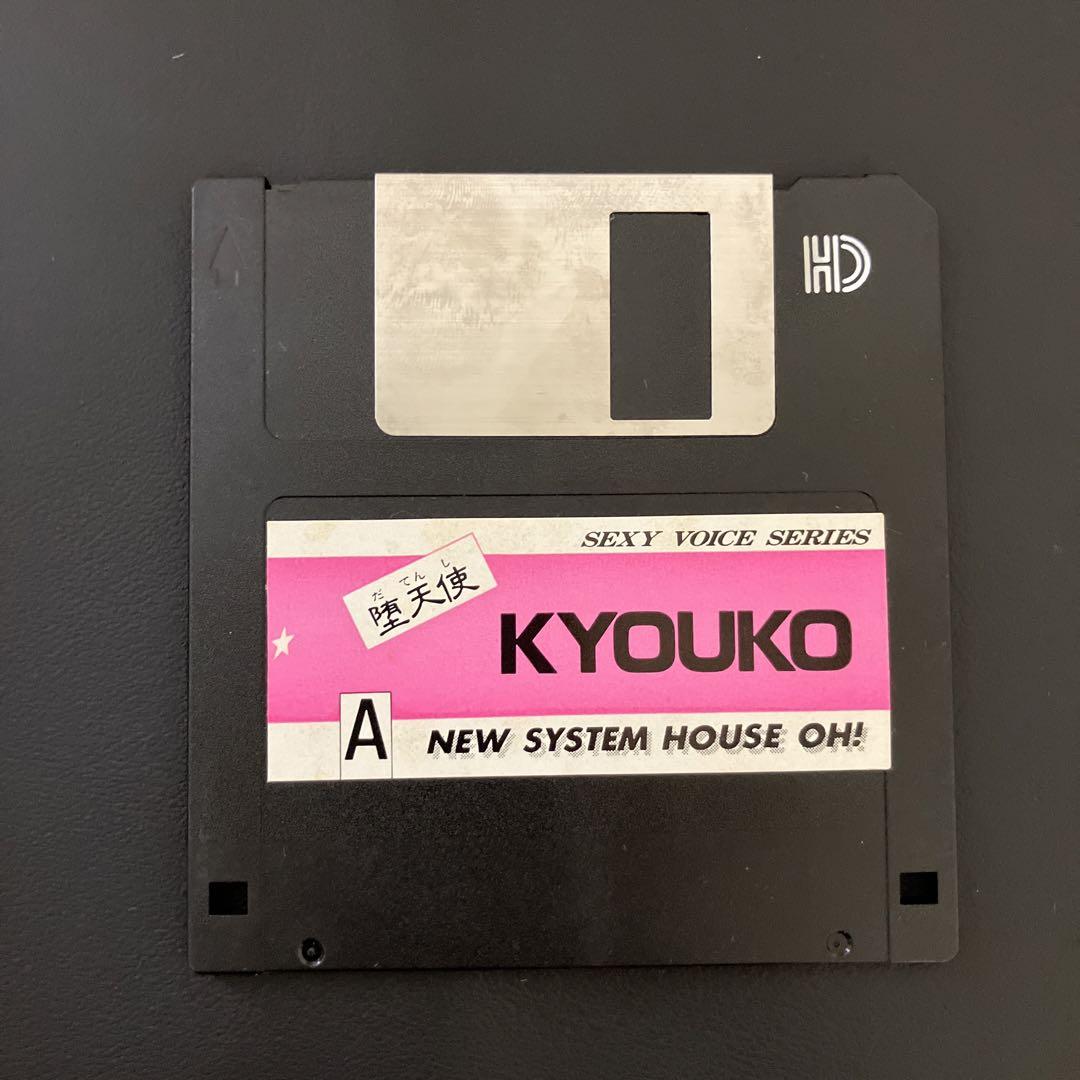 HD
SEXY VOICE SERIES
だ てん し
堕天使
KYOUKO
A
NEW SYSTEM HOUSE OH!